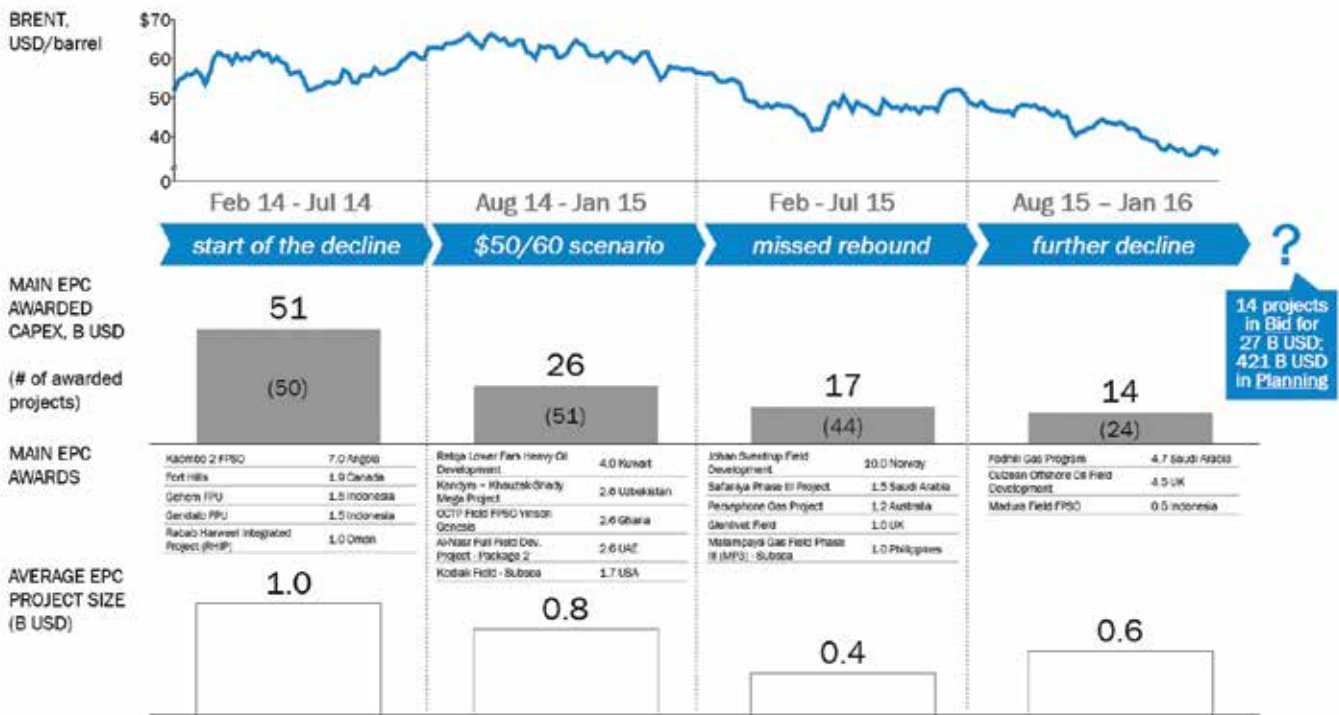 BRENT,
USD/barrel
$70
60
50
40
0
Feb 14 - Jul 14
Aug 14 - Jan 15
Feb - Jul 15
Aug 15 – Jan 16
start of the decline
$50/60 scenario
missed rebound
further decline
?
14 projects
in Bid for
27 B USD;
421 B USD
in Planning
MAIN EPC
AWARDED
CAPEX, B USD
(# of awarded
projects)
51
(50)
26
(51)
17
(44)
14
(24)
MAIN EPC
AWARDS
Kaombo 2 FPSO 7.0 Angola
Fort Hills 1.9 Canada
FPU Indonesia
FPU 1.5 Indonesia
Rabab Harweel Integrated
Project (RHIP) 1.0 Oman
Ratqa Lower Fars Heavy Oil
Development 4.0 Kuwait
Kandym – Khauzak-Shady
Mega Project 2.6 Uzbekistan
OCTP Field FPSO Yinson
Genesis 2.6 Ghana
Al-Nasr Full Field Dev.
Project - Package 2 2.6 UAE
Kodiak Field - Subsea 1.7 USA
Johan Sverdrup Field
Development 10.0 Norway
Safaniya Phase III Project 1.5 Saudi Arabia
Persephone Gas Project 1.2 Australia
Glenlivet Field 1.0 UK
Malampaya Gas Field Phase
III (MP3) - Subsea 1.0 Philippines
Fadhili Gas Program 4.7 Saudi Arabia
Culzean Offshore Oil Field
Development 4.5 UK
Madura Field FPSO 0.5 Indonesia
AVERAGE EPC
PROJECT SIZE
(B USD)
1.0
0.8
0.4
0.6